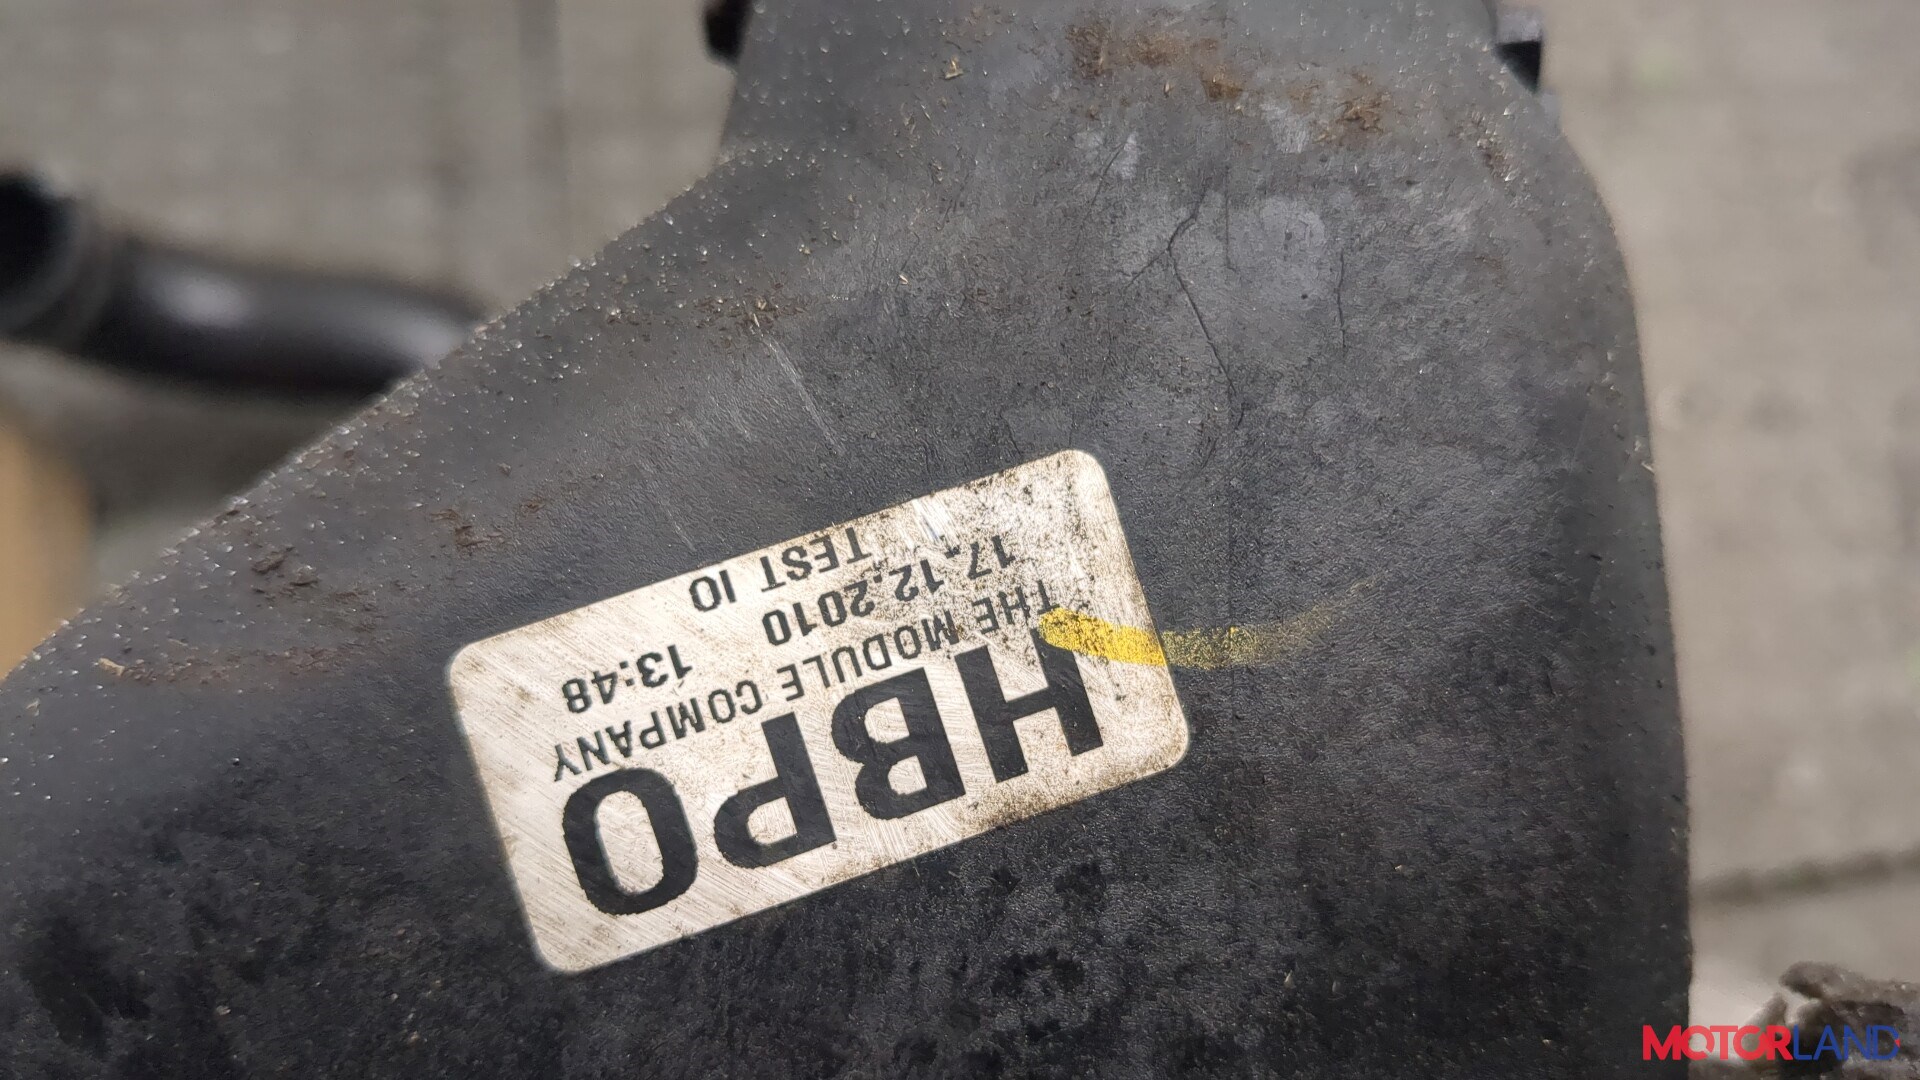 HBPO
THE MODULE COMPANY
17.12.2010 13:48
TEST IO
MOTORLAND